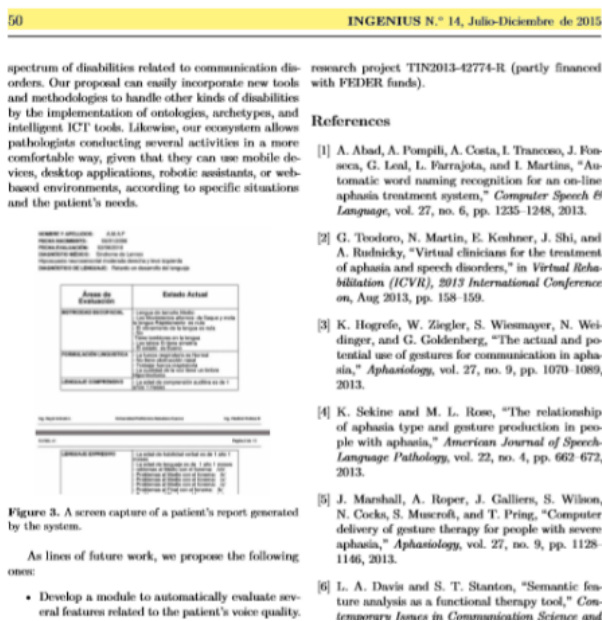 50
INGENIUS N.° 14, Julio-Diciembre de 2015
spectrum of disabilities related to communication dis-
orders. Our proposal can easily incorporate new tools
and methodologies to handle other kinds of disabilities
by the implementation of ontologies, archetypes, and
intelligent ICT tools. Likewise, our ecosystem allows
pathologists conducting several activities in a more
comfortable way, given that they can use mobile de-
vices, desktop applications, robotic assistants, or web-
based environments, according to specific situations
and the patient's needs.
Áreas de
Evaluación
Estado Actual
Figure 3. A screen capture of a patient's report generated
by the system.
As lines of future work, we propose the following
ones:
• Develop a module to automatically evaluate sev-
eral features related to the patient's voice quality.
research project TIN2013-42774-R (partly financed
with FEDER funds).
References
[1] A. Abad, A. Pompili, A. Costa, I. Trancoso, J. Fon-
seca, G. Leal, L. Farrajota, and I. Martins, "Au-
tomatic word naming recognition for an on-line
aphasia treatment system," Computer Speech &
Language, vol. 27, no. 6, pp. 1235–1248, 2013.
[2] G. Teodoro, N. Martin, E. Keshner, J. Shi, and
A. Rudnicky, "Virtual clinicians for the treatment
of aphasia and speech disorders," in Virtual Reha-
bilitation (ICVR), 2013 International Conference
on, Aug 2013, pp. 158–159.
[3] K. Hogrefe, W. Ziegler, S. Wiesmayer, N. Wei-
dinger, and G. Goldenberg, "The actual and po-
tential use of gestures for communication in apha-
sia," Aphasiology, vol. 27, no. 9, pp. 1070–1089,
2013.
[4] K. Sekine and M. L. Rose, "The relationship
of aphasia type and gesture production in peo-
ple with aphasia," American Journal of Speech-
Language Pathology, vol. 22, no. 4, pp. 662–672,
2013.
[5] J. Marshall, A. Roper, J. Galliers, S. Wilson,
N. Cocks, S. Muscroft, and T. Pring, "Computer
delivery of gesture therapy for people with severe
aphasia," Aphasiology, vol. 27, no. 9, pp. 1128–
1146, 2013.
[6] L. A. Davis and S. T. Stanton, "Semantic fea-
ture analysis as a functional therapy tool," Con-
temporary Issues in Communication Science and